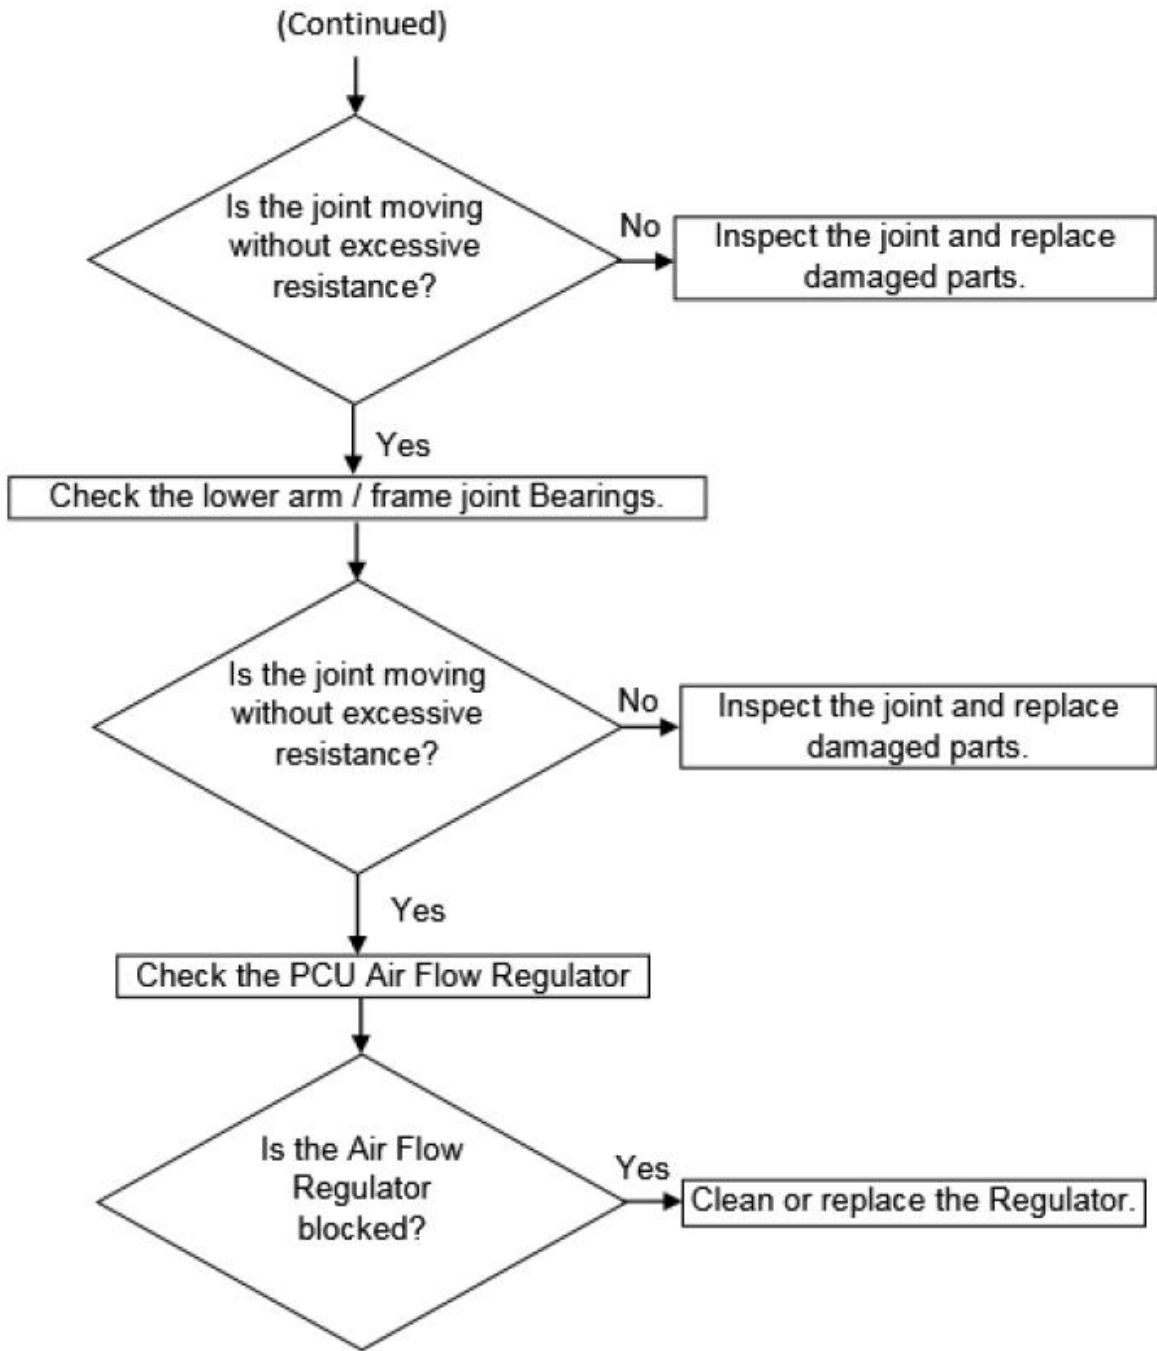 (Continued)
Is the joint moving
without excessive
resistance?
No
Inspect the joint and replace
damaged parts.
Yes
Check the lower arm / frame joint Bearings.
Is the joint moving
without excessive
resistance?
No
Inspect the joint and replace
damaged parts.
Yes
Check the PCU Air Flow Regulator
Is the Air Flow
Regulator
blocked?
Yes
Clean or replace the Regulator.